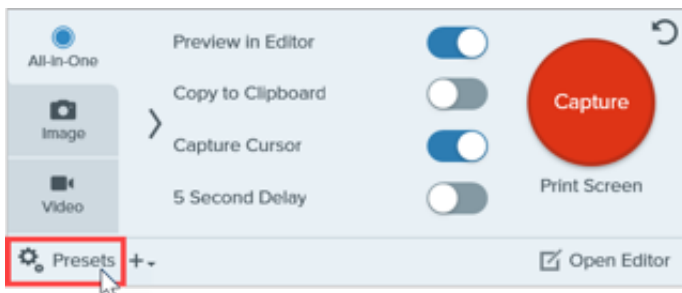 All-in-One
Image
Video
Preview in Editor
Copy to Clipboard
Capture Cursor
5 Second Delay
Capture
Print Screen
Presets
Open Editor